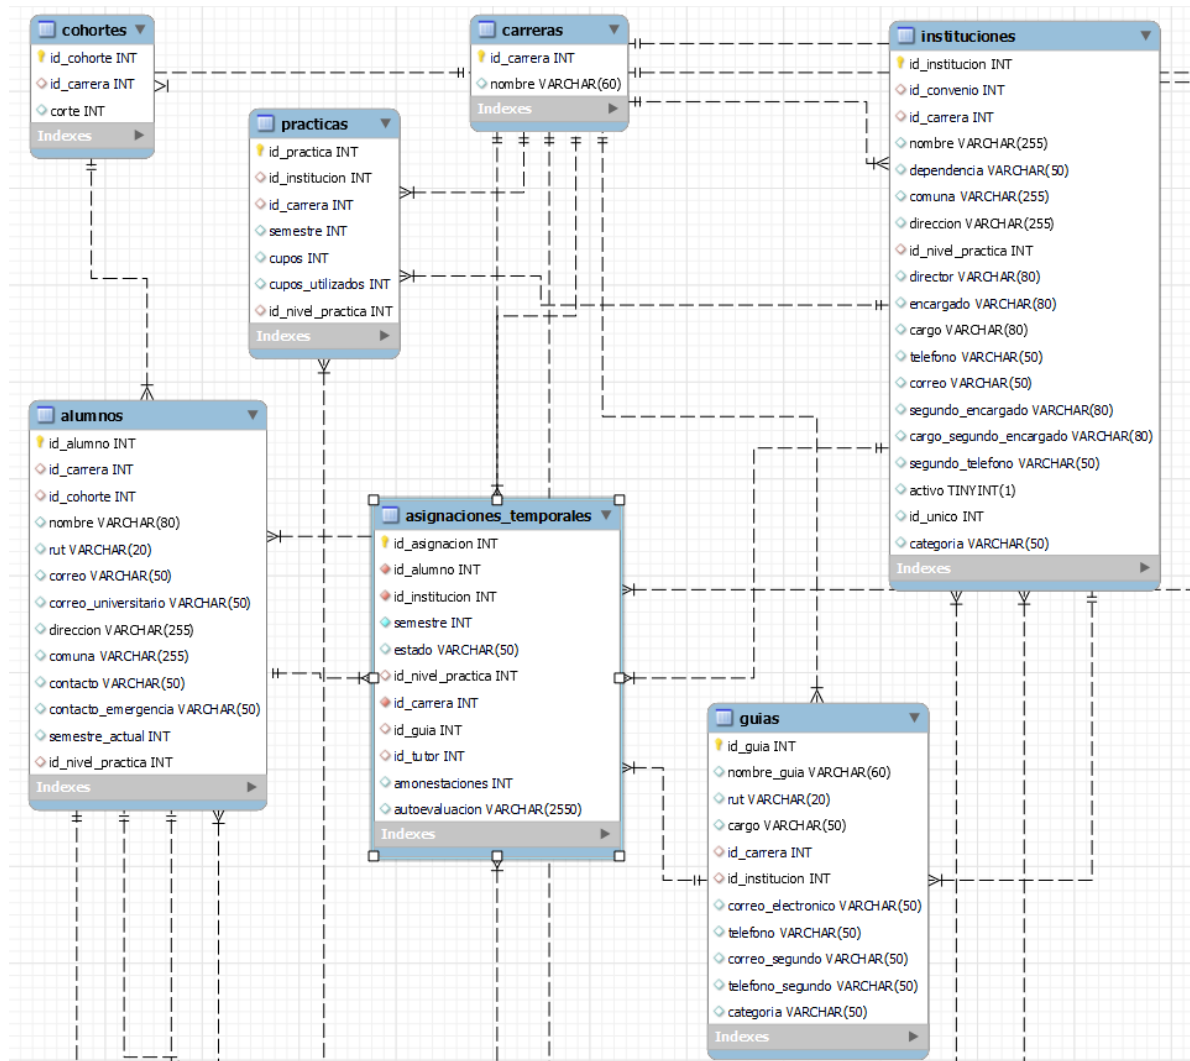 cohortes
id_cohorte INT
id_carrera INT
corte INT
Indexes
carreras
id_carrera INT
nombre VARCHAR(60)
Indexes
instituciones
id_institucion INT
id_convenio INT
id_carrera INT
nombre VARCHAR(255)
dependencia VARCHAR(50)
comuna VARCHAR(255)
direccion VARCHAR(255)
id_nivel_practica INT
director VARCHAR(80)
encargado VARCHAR(80)
cargo VARCHAR(80)
telefono VARCHAR(50)
correo VARCHAR(50)
segundo_encargado VARCHAR(80)
cargo_segundo_encargado VARCHAR(80)
segundo_telefono VARCHAR(50)
activo TINYINT(1)
id_unico INT
categoria VARCHAR(50)
Indexes
practicas
id_practica INT
id_institucion INT
id_carrera INT
semestre INT
cupos INT
cupos_utilizados INT
id_nivel_practica INT
Indexes
alumnos
id_alumno INT
id_carrera INT
id_cohorte INT
nombre VARCHAR(80)
rut VARCHAR(20)
correo VARCHAR(50)
correo_universitario VARCHAR(50)
direccion VARCHAR(255)
comuna VARCHAR(255)
contacto VARCHAR(50)
contacto_emergencia VARCHAR(50)
semestre_actual INT
id_nivel_practica INT
Indexes
asignaciones_temporales
id_asignacion INT
id_alumno INT
id_institucion INT
semestre INT
estado VARCHAR(50)
id_nivel_practica INT
id_carrera INT
id_guia INT
id_tutor INT
amonestaciones INT
autoevaluacion VARCHAR(2550)
Indexes
guias
id_guia INT
nombre_guia VARCHAR(60)
rut VARCHAR(20)
cargo VARCHAR(50)
id_carrera INT
id_institucion INT
correo_electronico VARCHAR(50)
telefono VARCHAR(50)
correo_segundo VARCHAR(50)
telefono_segundo VARCHAR(50)
categoria VARCHAR(50)
Indexes